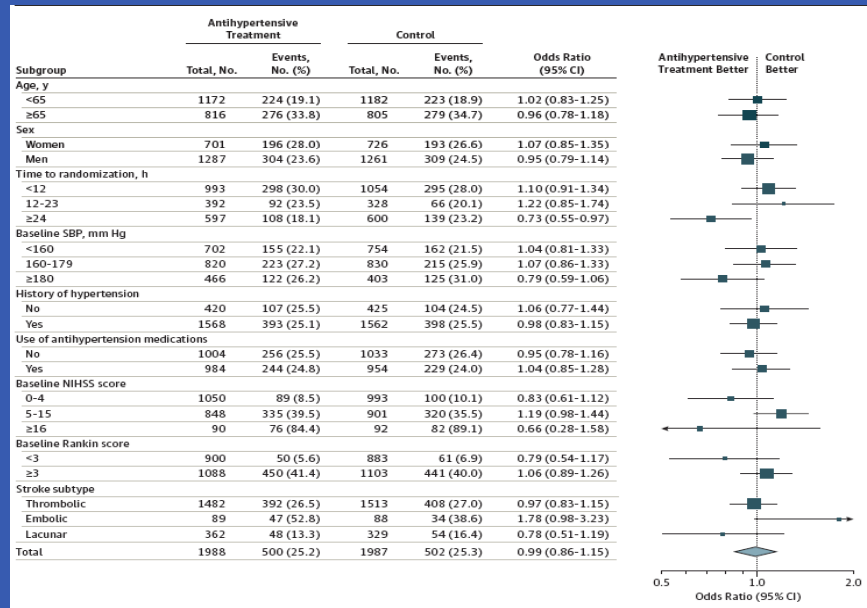 Antihypertensive Treatment Control
Total, No. Events, No. (%) Total, No. Events, No. (%) Odds Ratio (95% CI) Antihypertensive Treatment Better Control Better
Subgroup
Age, y
<65 1172 224 (19.1) 1182 223 (18.9) 1.02 (0.83-1.25)
≥65 816 276 (33.8) 805 279 (34.7) 0.96 (0.78-1.18)
Sex
Women 701 196 (28.0) 726 193 (26.6) 1.07 (0.85-1.35)
Men 1287 304 (23.6) 1261 309 (24.5) 0.95 (0.79-1.14)
Time to randomization, h
<12 993 298 (30.0) 1054 295 (28.0) 1.10 (0.91-1.34)
12-23 392 92 (23.5) 328 66 (20.1) 1.22 (0.85-1.74)
≥24 597 108 (18.1) 600 139 (23.2) 0.73 (0.55-0.97)
Baseline SBP, mm Hg
<160 702 155 (22.1) 754 162 (21.5) 1.04 (0.81-1.33)
160-179 820 223 (27.2) 830 215 (25.9) 1.07 (0.86-1.33)
≥180 466 122 (26.2) 403 125 (31.0) 0.79 (0.59-1.06)
History of hypertension
No 420 107 (25.5) 425 104 (24.5) 1.06 (0.77-1.44)
Yes 1568 393 (25.1) 1562 398 (25.5) 0.98 (0.83-1.15)
Use of antihypertension medications
No 1004 256 (25.5) 1033 273 (26.4) 0.95 (0.78-1.16)
Yes 984 244 (24.8) 954 229 (24.0) 1.04 (0.85-1.28)
Baseline NIHSS score
0-4 1050 89 (8.5) 993 100 (10.1) 0.83 (0.61-1.12)
5-15 848 335 (39.5) 901 320 (35.5) 1.19 (0.98-1.44)
≥16 90 76 (84.4) 92 82 (89.1) 0.66 (0.28-1.58)
Baseline Rankin score
<3 900 50 (5.6) 883 61 (6.9) 0.79 (0.54-1.17)
≥3 1088 450 (41.4) 1103 441 (40.0) 1.06 (0.89-1.26)
Stroke subtype
Thrombolic 1482 392 (26.5) 1513 408 (27.0) 0.97 (0.83-1.15)
Embolic 89 47 (52.8) 88 34 (38.6) 1.78 (0.98-3.23)
Lacunar 362 48 (13.3) 329 54 (16.4) 0.78 (0.51-1.19)
Total 1988 500 (25.2) 1987 502 (25.3) 0.99 (0.86-1.15)
0.5 1.0 2.0
Odds Ratio (95% CI)